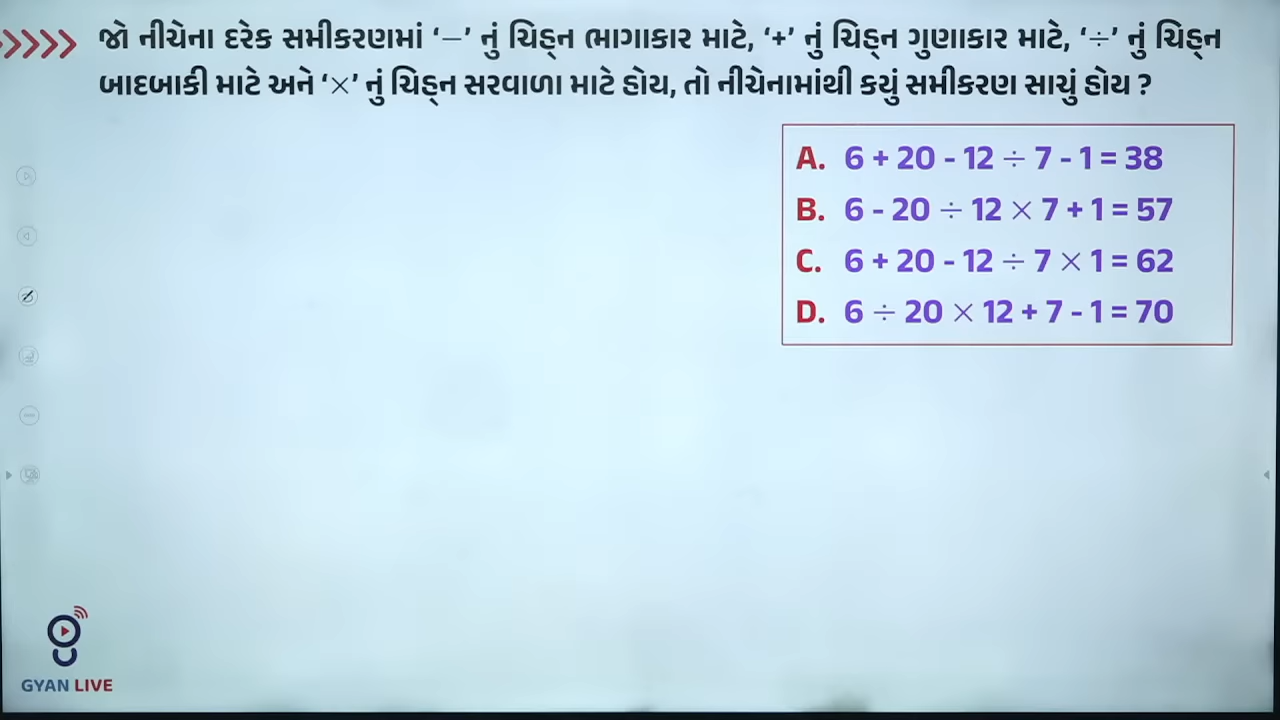 જો નીચેના દરેક સમીકરણમાં ‘−’ નું ચિહ્ન ભાગાકાર માટે, ‘+’ નું ચિહ્ન ગુણાકાર માટે, ‘÷’ નું ચિહ્ન
બાદબાકી માટે અને ‘×’ નું ચિહ્ન સરવાળા માટે હોય, તો નીચેનામાંથી કયું સમીકરણ સાચું હોય ?
A. 6 + 20 - 12 ÷ 7 - 1 = 38
B. 6 - 20 ÷ 12 × 7 + 1 = 57
C. 6 + 20 - 12 ÷ 7 × 1 = 62
D. 6 ÷ 20 × 12 + 7 - 1 = 70
GYAN LIVE